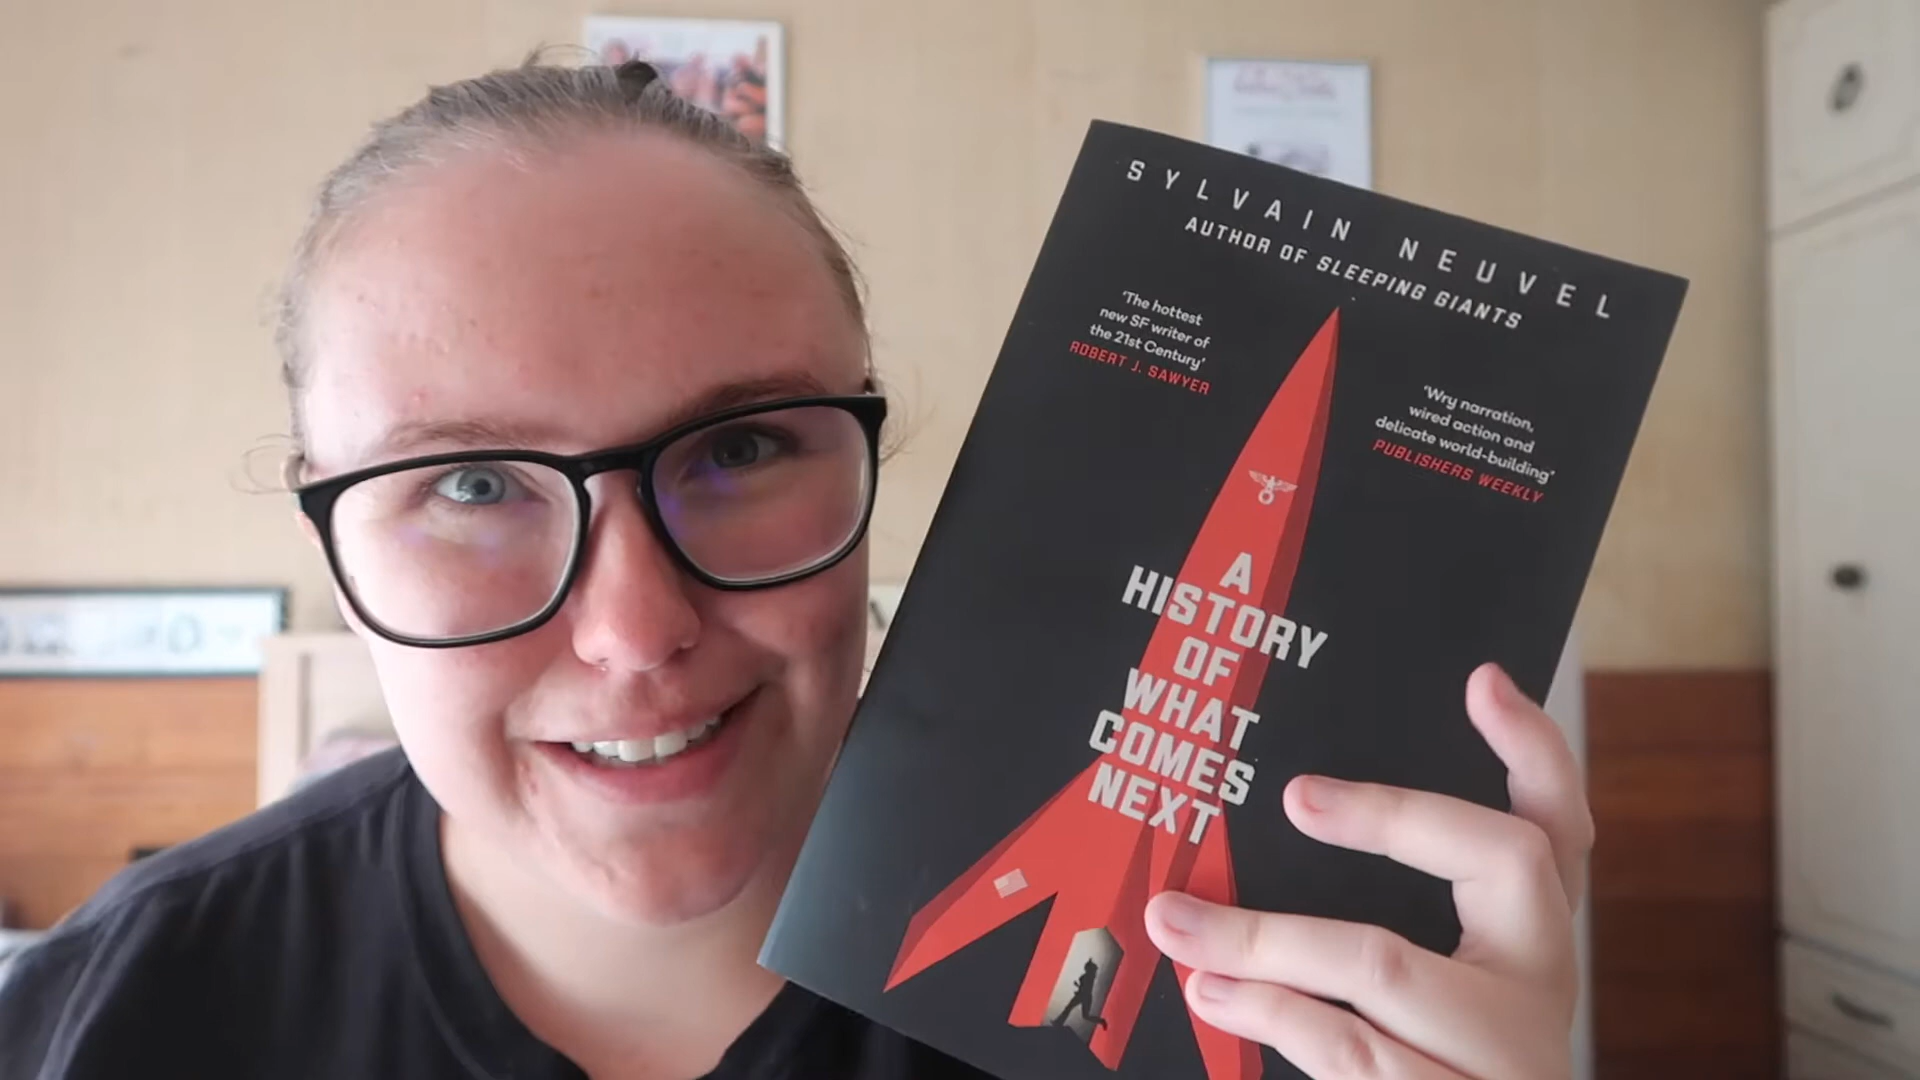 SYLVAIN NEUVEL
AUTHOR OF SLEEPING GIANTS
'The hottest
new SF writer of
the 21st Century'
ROBERT J. SAWYER
'Wry narration,
wired action and
delicate world-building'
PUBLISHERS WEEKLY
A
HISTORY
OF
WHAT
COMES
NEXT